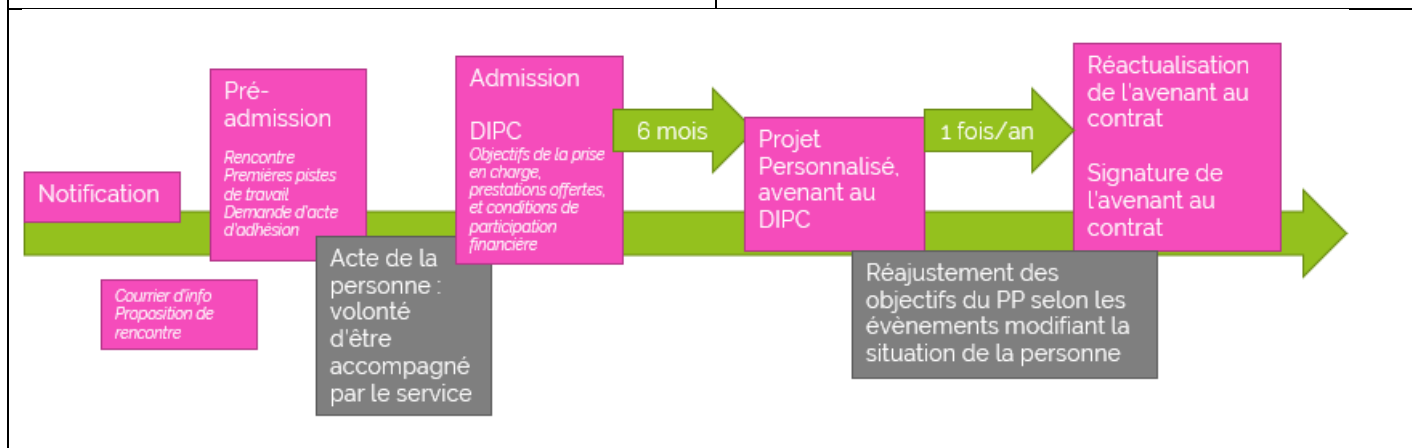 Notification
Courrier d'info
Proposition de
rencontre
Pré-
admission
Rencontre
Premières pistes
de travail
Demande d'acte
d'adhésion
Acte de la
personne :
volonté
d'être
accompagné
par le service
Admission
DIPC
Objectifs de la prise
en charge,
prestations offertes,
et conditions de
participation
financière
6 mois
Projet
Personnalisé,
avenant au
DIPC
1 fois/an
Réajustement des
objectifs du PP selon les
évènements modifiant la
situation de la personne
Réactualisation
de l'avenant au
contrat
Signature de
l'avenant au
contrat